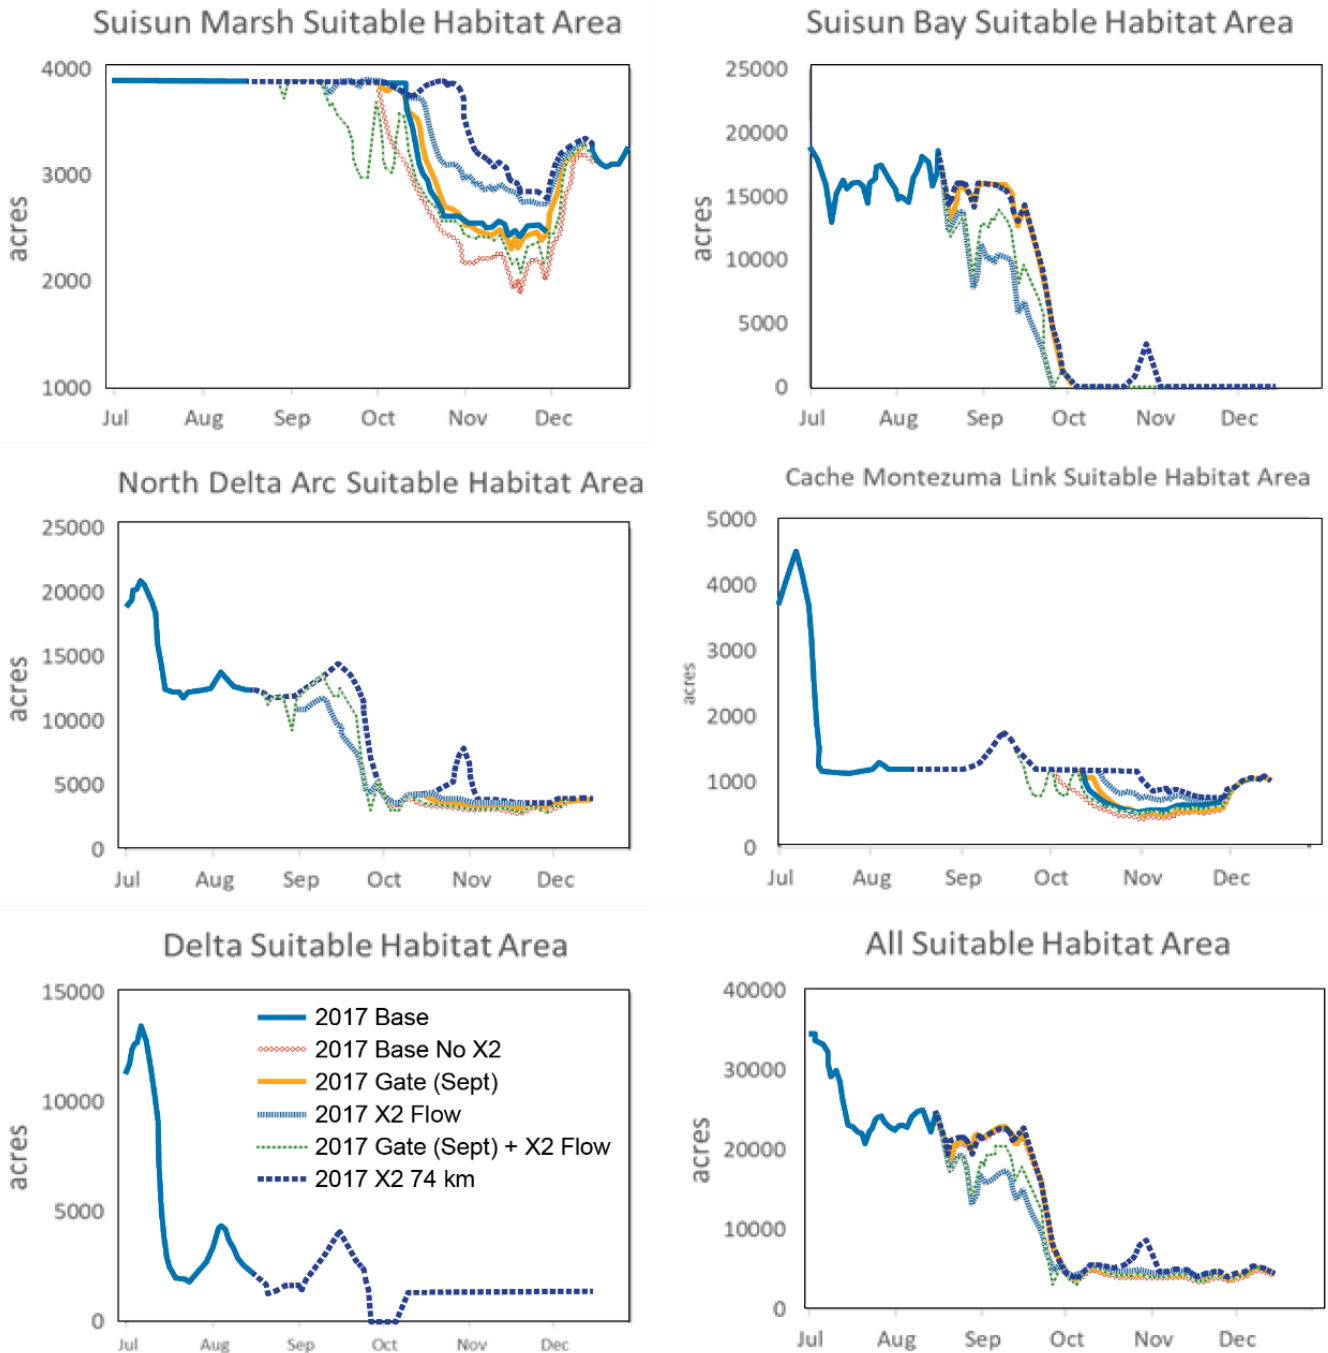 Suisun Marsh Suitable Habitat Area
4000
3000
2000
1000
acres
Jul Aug Sep Oct Nov Dec
Suisun Bay Suitable Habitat Area
25000
20000
15000
10000
5000
0
acres
Jul Aug Sep Oct Nov Dec
North Delta Arc Suitable Habitat Area
25000
20000
15000
10000
5000
0
acres
Jul Aug Sep Oct Nov Dec
Cache Montezuma Link Suitable Habitat Area
5000
4000
3000
2000
1000
0
acres
Jul Aug Sep Oct Nov Dec
Delta Suitable Habitat Area
15000
10000
5000
0
acres
2017 Base
2017 Base No X2
2017 Gate (Sept)
2017 X2 Flow
2017 Gate (Sept) + X2 Flow
2017 X2 74 km
Jul Aug Sep Oct Nov Dec
All Suitable Habitat Area
40000
30000
20000
10000
0
acres
Jul Aug Sep Oct Nov Dec